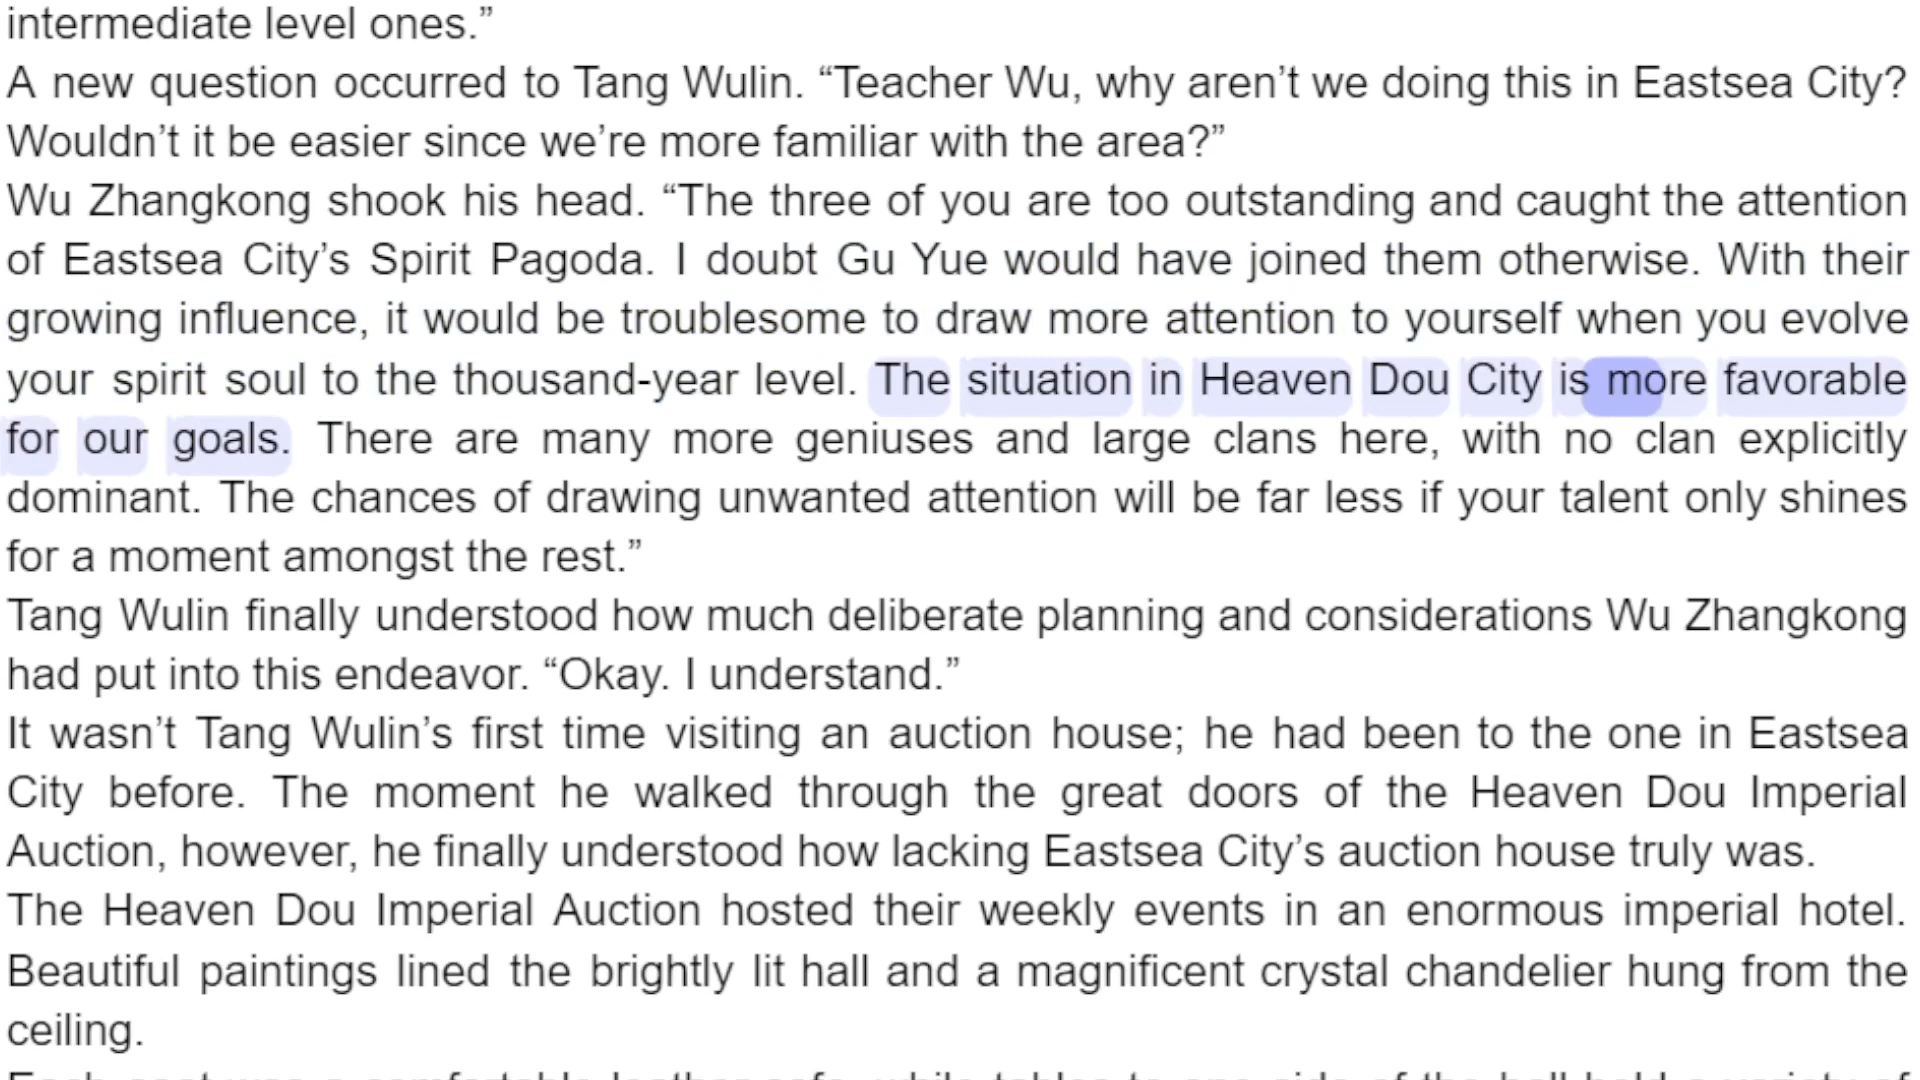 intermediate level ones.”
A new question occurred to Tang Wulin. “Teacher Wu, why aren’t we doing this in Eastsea City?
Wouldn’t it be easier since we’re more familiar with the area?”
Wu Zhangkong shook his head. “The three of you are too outstanding and caught the attention
of Eastsea City’s Spirit Pagoda. I doubt Gu Yue would have joined them otherwise. With their
growing influence, it would be troublesome to draw more attention to yourself when you evolve
your spirit soul to the thousand-year level. The situation in Heaven Dou City is more favorable
for our goals. There are many more geniuses and large clans here, with no clan explicitly
dominant. The chances of drawing unwanted attention will be far less if your talent only shines
for a moment amongst the rest.”
Tang Wulin finally understood how much deliberate planning and considerations Wu Zhangkong
had put into this endeavor. “Okay. I understand.”
It wasn’t Tang Wulin’s first time visiting an auction house; he had been to the one in Eastsea
City before. The moment he walked through the great doors of the Heaven Dou Imperial
Auction, however, he finally understood how lacking Eastsea City’s auction house truly was.
The Heaven Dou Imperial Auction hosted their weekly events in an enormous imperial hotel.
Beautiful paintings lined the brightly lit hall and a magnificent crystal chandelier hung from the
ceiling.